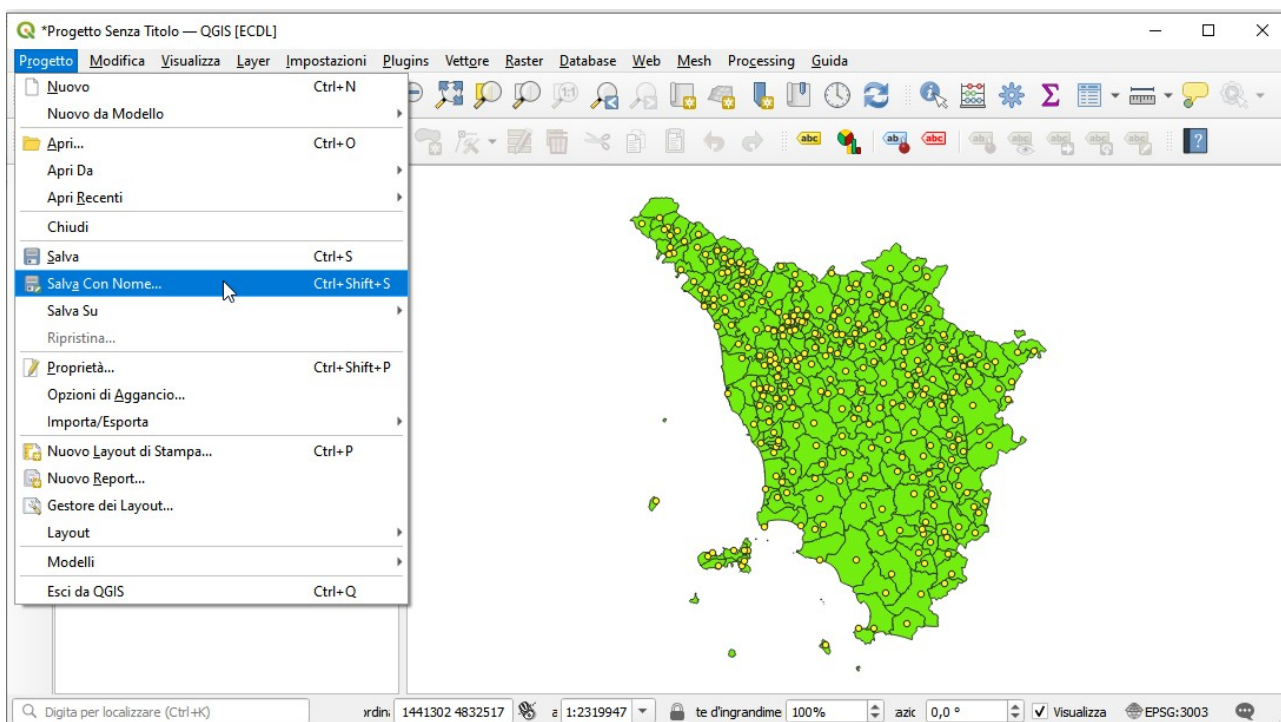 *Progetto Senza Titolo — QGIS [ECDL]
Progetto Modifica Visualizza Layer Impostazioni Plugins Vettore Raster Database Web Mesh Processing Guida
Nuovo Ctrl+N
Nuovo da Modello
Apri... Ctrl+O
Apri Da
Apri Recenti
Chiudi
Salva Ctrl+S
Salva Con Nome... Ctrl+Shift+S
Salva Su
Ripristina...
Proprietà... Ctrl+Shift+P
Opzioni di Aggancio...
Importa/Esporta
Nuovo Layout di Stampa... Ctrl+P
Nuovo Report...
Gestore dei Layout...
Layout
Modelli
Esci da QGIS Ctrl+Q
abc ab abc
Digita per localizzare (Ctrl+K) ordin: 1441302 4832517 a 1:2319947 te d'ingrandime 100% azic 0,0 ° Visualizza EPSG:3003